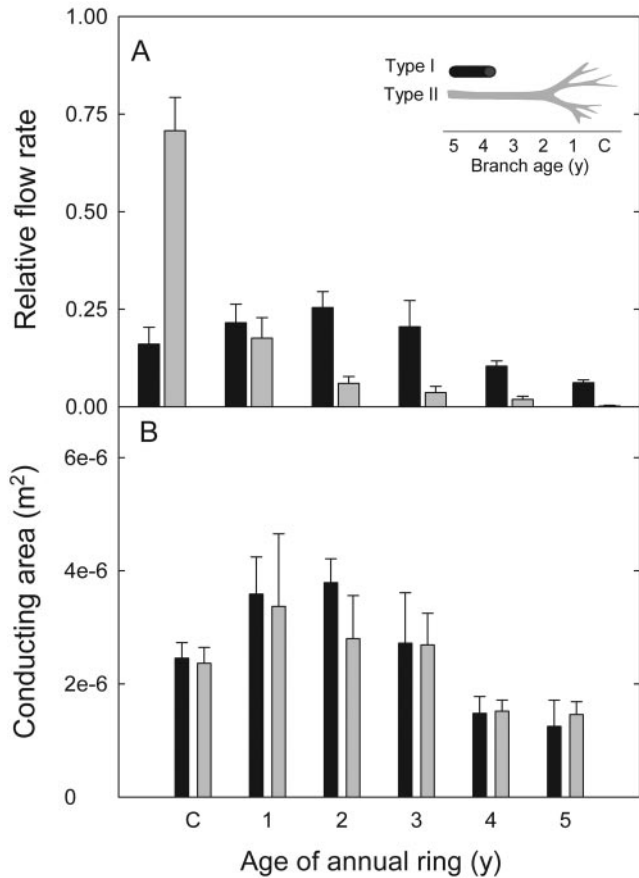 A
1.00
0.75
0.50
0.25
0.00
Relative flow rate
Type I
Type II
5 4 3 2 1 C
Branch age (y)
B
6e-6
4e-6
2e-6
0
Conducting area (m²)
C 1 2 3 4 5
Age of annual ring (y)